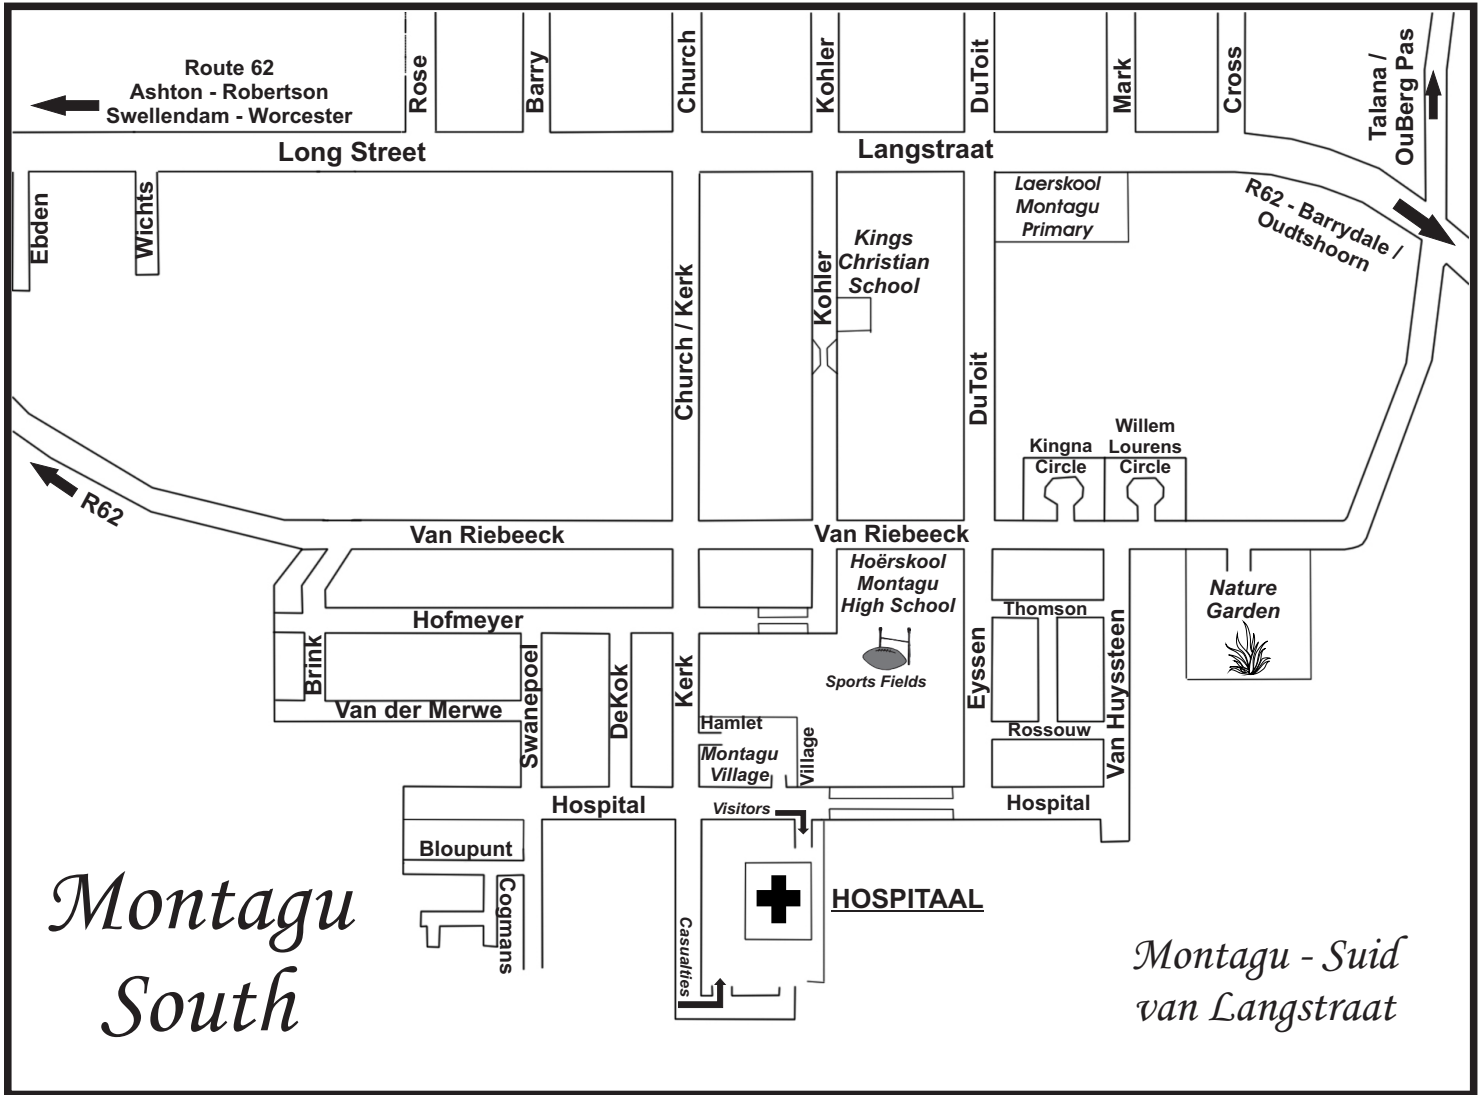 Route 62
Ashton - Robertson
Swellendam - Worcester
Rose
Barry
Church
Kohler
DuToit
Mark
Cross
Talana /
OuBerg Pas
Long Street
Langstraat
Ebden
Wichts
Church / Kerk
Kohler
Kings
Christian
School
DuToit
Laerskool
Montagu
Primary
R62 - Barrydale /
Oudtshoorn
Kingna
Circle
Willem
Lourens
Circle
R62
Van Riebeeck
Van Riebeeck
Hoërskool
Montagu
High School
Sports Fields
Nature
Garden
Thomson
Hofmeyer
Brink
Swanepoel
DeKok
Kerk
Eyssen
Van Huyssteen
Van der Merwe
Hamlet
Montagu
Village
Village
Rossouw
Hospital
Visitors
Hospital
Bloupunt
Cogmans
Casualties
HOSPITAAL
Montagu
South
Montagu - Suid
van Langstraat